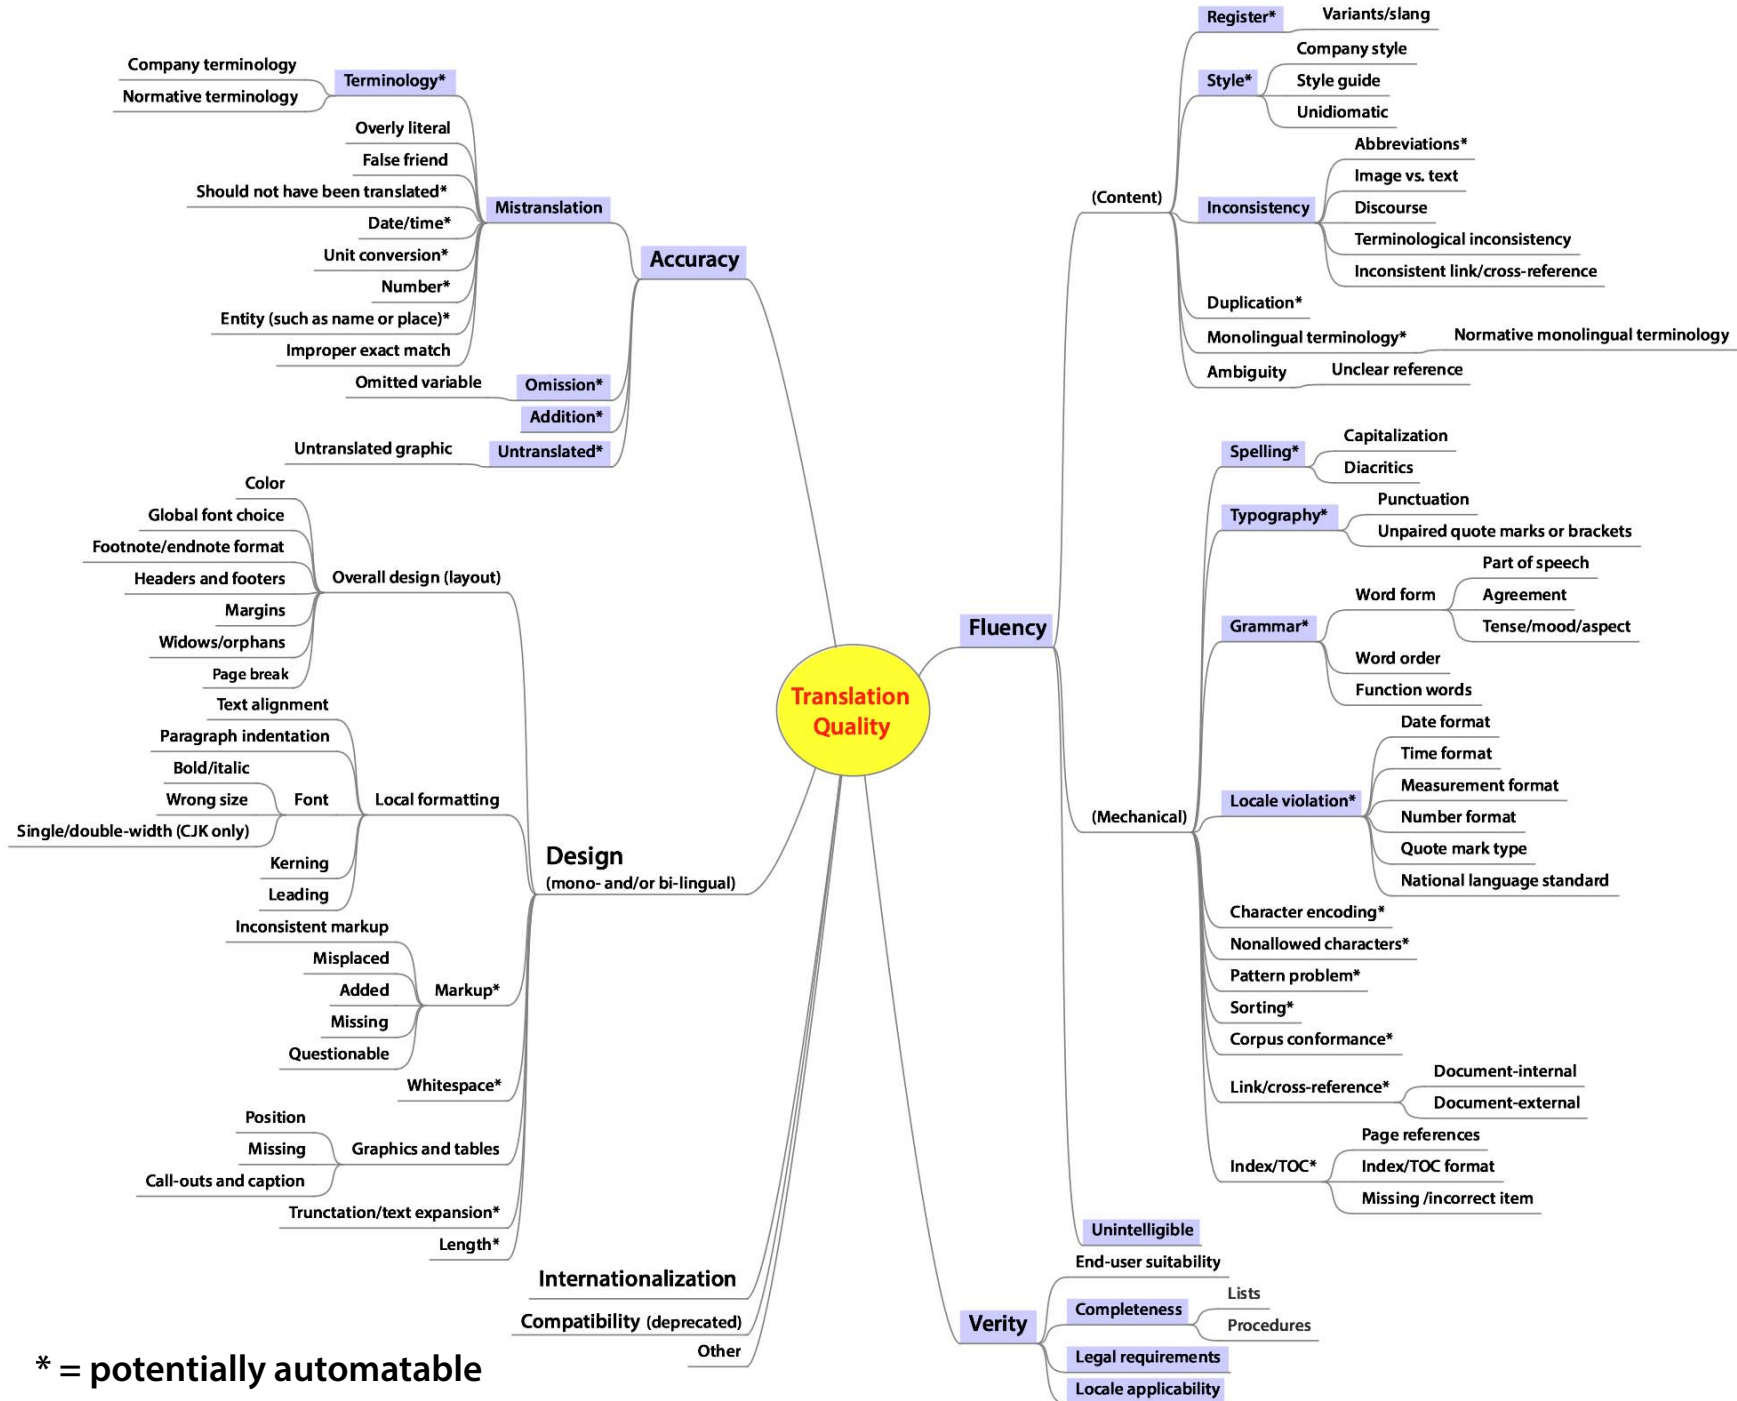 Translation
Quality
Accuracy
Mistranslation
Terminology*
Company terminology
Normative terminology
Overly literal
False friend
Should not have been translated*
Date/time*
Unit conversion*
Number*
Entity (such as name or place)*
Improper exact match
Omission*
Omitted variable
Addition*
Untranslated*
Untranslated graphic
Design
(mono- and/or bi-lingual)
Overall design (layout)
Color
Global font choice
Footnote/endnote format
Headers and footers
Margins
Widows/orphans
Page break
Local formatting
Text alignment
Paragraph indentation
Font
Bold/italic
Wrong size
Single/double-width (CJK only)
Kerning
Leading
Markup*
Inconsistent markup
Misplaced
Added
Missing
Questionable
Whitespace*
Graphics and tables
Position
Missing
Call-outs and caption
Trunctation/text expansion*
Length*
Internationalization
Compatibility (deprecated)
Other
Fluency
(Content)
Register*
Variants/slang
Style*
Company style
Style guide
Unidiomatic
Inconsistency
Abbreviations*
Image vs. text
Discourse
Terminological inconsistency
Inconsistent link/cross-reference
Duplication*
Monolingual terminology*
Normative monolingual terminology
Ambiguity
Unclear reference
(Mechanical)
Spelling*
Capitalization
Diacritics
Typography*
Punctuation
Unpaired quote marks or brackets
Grammar*
Word form
Part of speech
Agreement
Tense/mood/aspect
Word order
Function words
Locale violation*
Date format
Time format
Measurement format
Number format
Quote mark type
National language standard
Character encoding*
Nonallowed characters*
Pattern problem*
Sorting*
Corpus conformance*
Link/cross-reference*
Document-internal
Document-external
Index/TOC*
Page references
Index/TOC format
Missing /incorrect item
Unintelligible
Verity
End-user suitability
Completeness
Lists
Procedures
Legal requirements
Locale applicability
* = potentially automatable